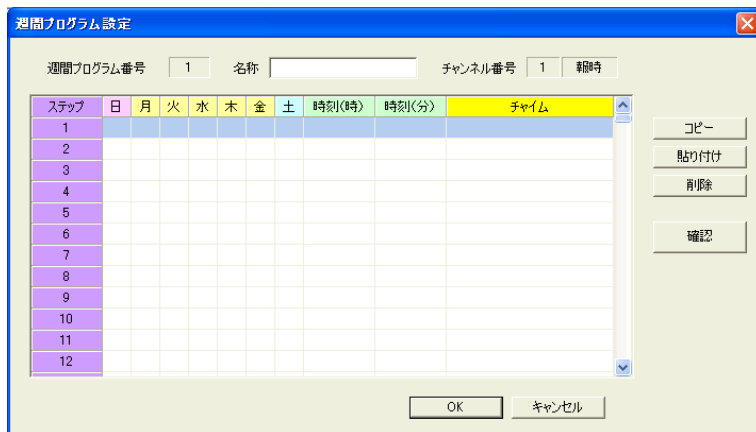 週間プログラム設定
週間プログラム番号 1 名称 チャンネル番号 1 報時
ステップ 日 月 火 水 木 金 土 時刻(時) 時刻(分) チャイム
1
2
3
4
5
6
7
8
9
10
11
12
コピー
貼り付け
削除
確認
OK キャンセル